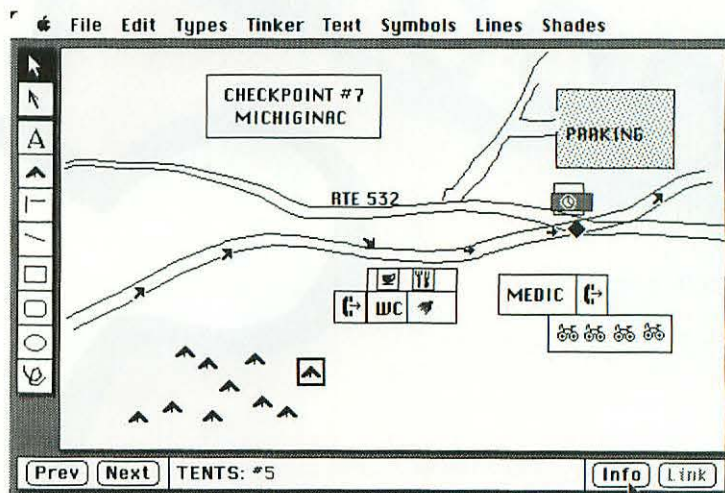 File Edit Types Tinker Text Symbols Lines Shades
CHECKPOINT #7
MICHIGINAC
PARKING
RTE 532
MEDIC
WC
A
Prev Next TENTS: #5 Info Link